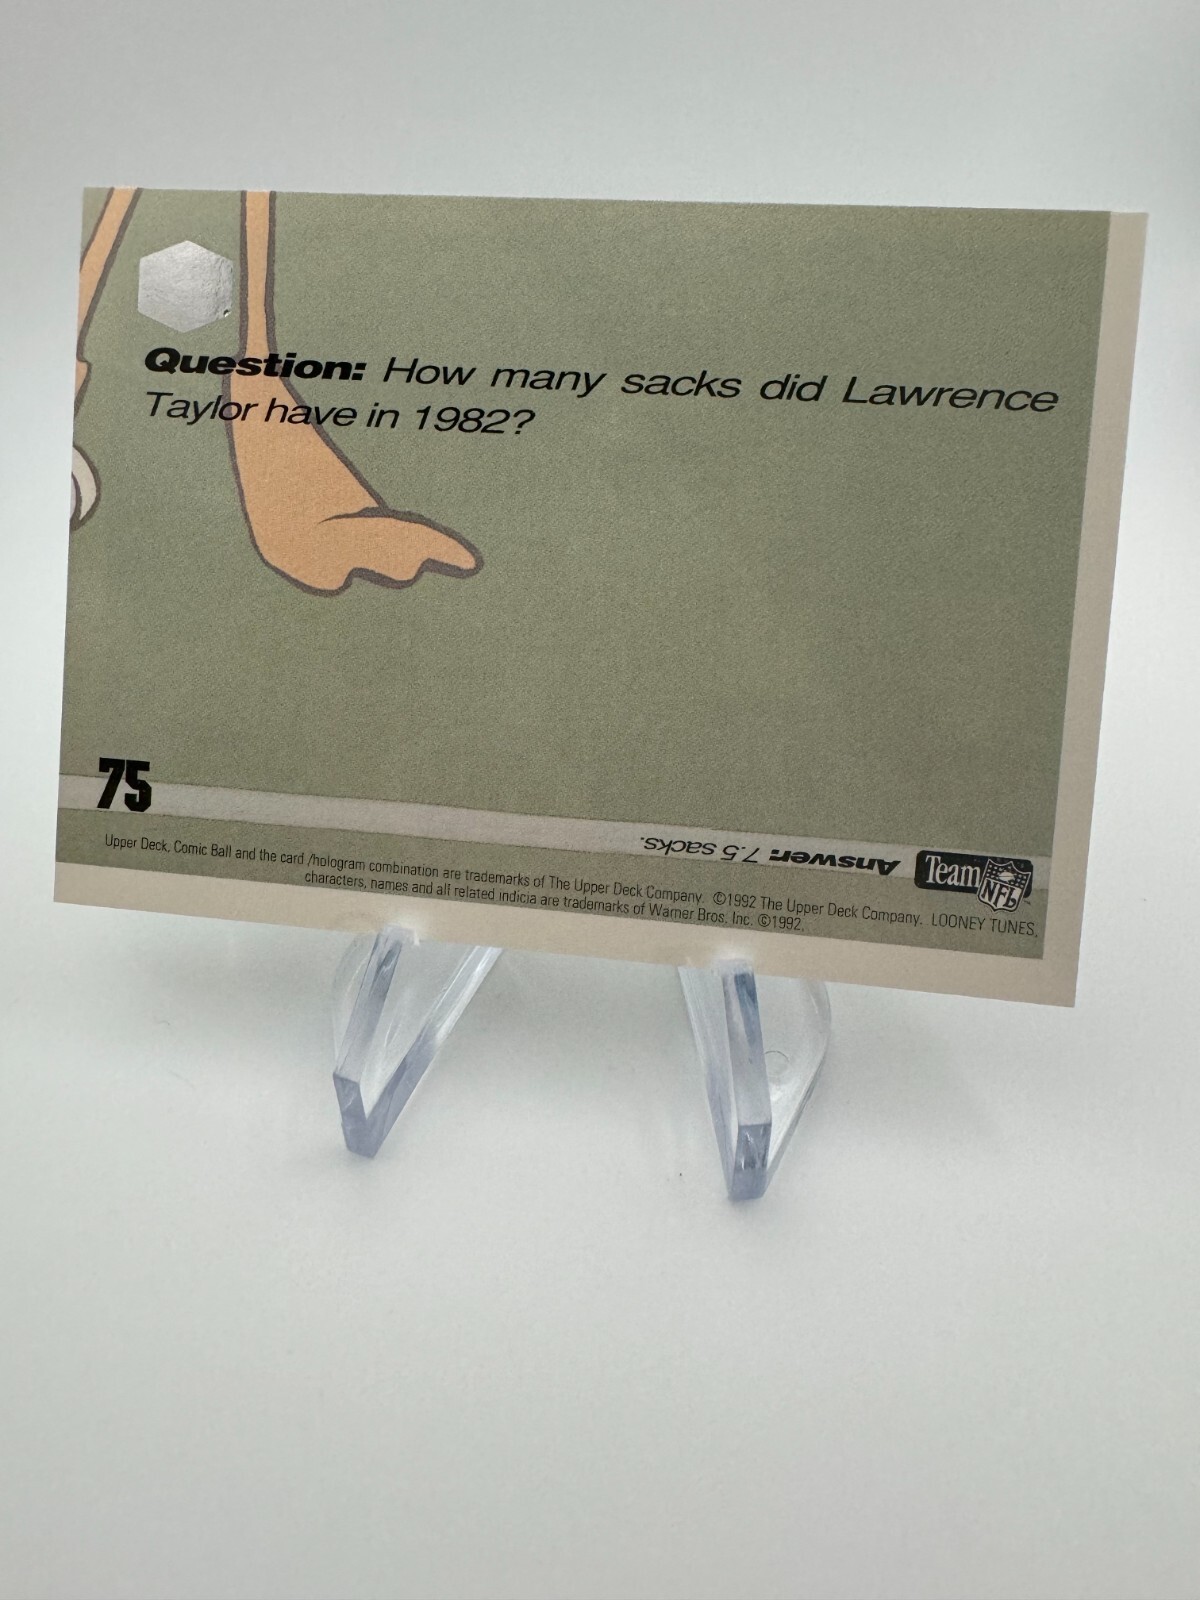 Question: How many sacks did Lawrence
Taylor have in 1982?
75
Answer: 7.5 sacks.
Team NFL
Upper Deck, Comic Ball and the card /hologram combination are trademarks of The Upper Deck Company. ©1992 The Upper Deck Company. LOONEY TUNES,
characters, names and all related indicia are trademarks of Warner Bros. Inc. ©1992.